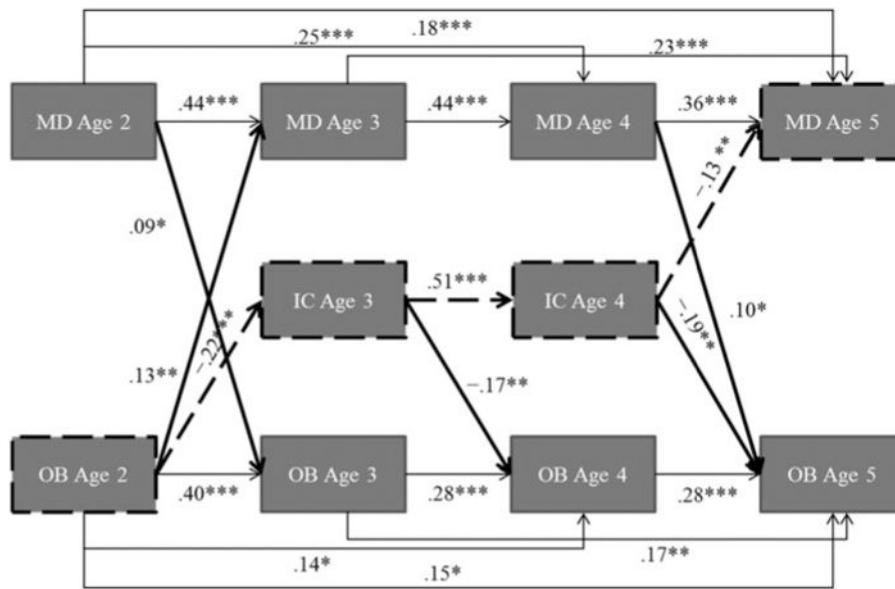 .25***
.18***
.23***
MD Age 2
.44***
MD Age 3
.44***
MD Age 4
.36***
MD Age 5
−.13 **
.09*
IC Age 3
.51***
IC Age 4
−.22***
.13**
−.17**
−.19**
.10*
OB Age 2
.40***
OB Age 3
.28***
OB Age 4
.28***
OB Age 5
.14*
.15*
.17**